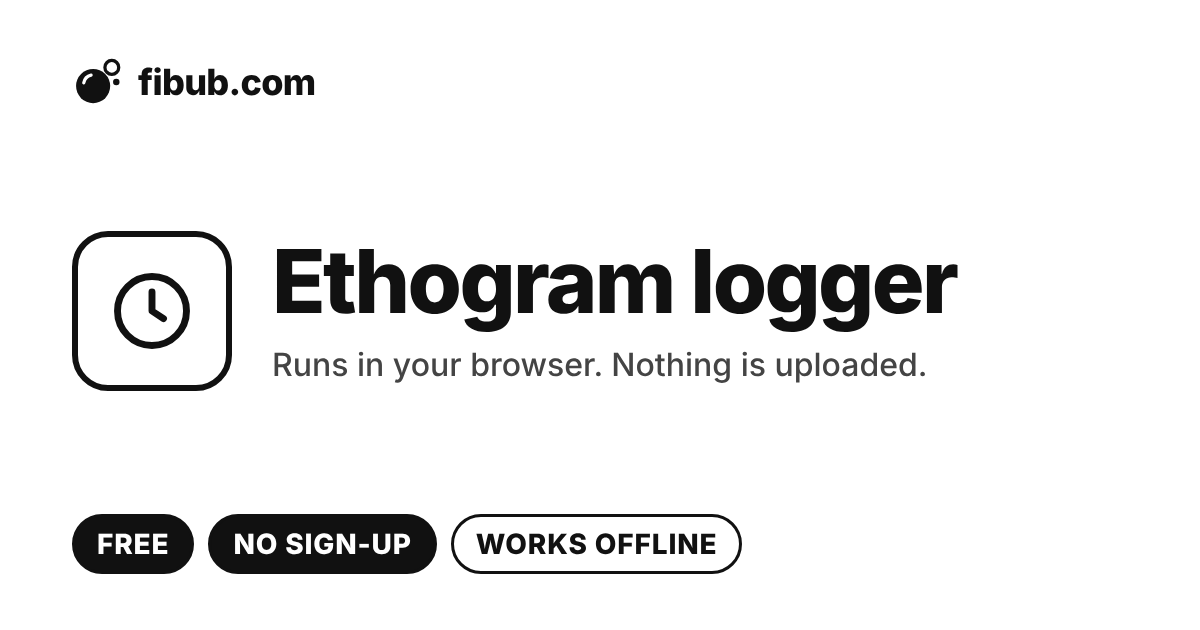 fibub.com
Ethogram logger
Runs in your browser. Nothing is uploaded.
FREE
NO SIGN-UP
WORKS OFFLINE